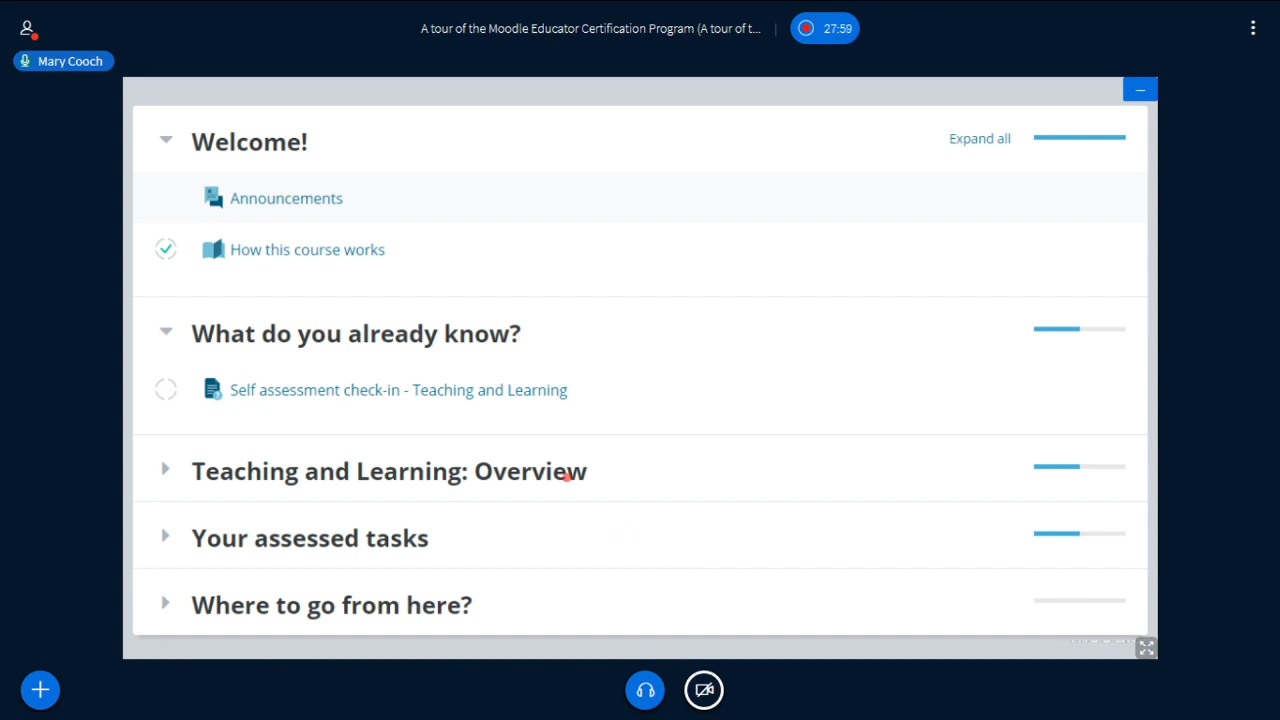 A tour of the Moodle Educator Certification Program (A tour of t...
27:59
Mary Cooch
Welcome!
Expand all
Announcements
How this course works
What do you already know?
Self assessment check-in - Teaching and Learning
Teaching and Learning: Overview
Your assessed tasks
Where to go from here?